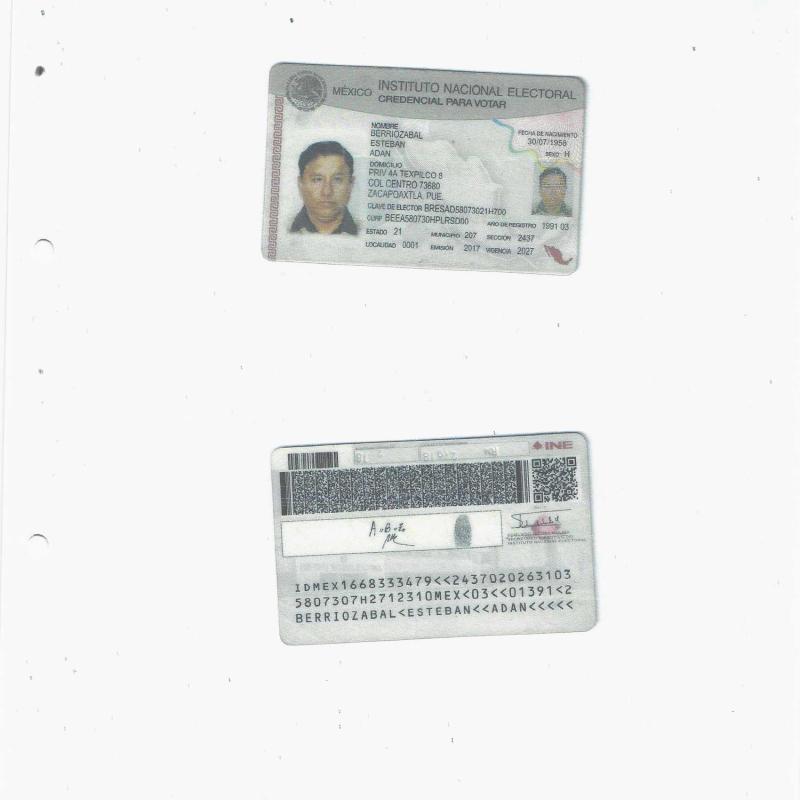 MÉXICO INSTITUTO NACIONAL ELECTORAL
CREDENCIAL PARA VOTAR
NOMBRE
BERRIOZABAL
ESTEBAN
ADAN
FECHA DE NACIMIENTO
30/07/1958
SEXO H
DOMICILIO
PRIV 4A TEXPILCO 8
COL CENTRO 73680
ZACAPOAXTLA, PUE.
CLAVE DE ELECTOR BRESAD58073021H700
CURP BEEA580730HPLRSD00 AÑO DE REGISTRO 1991 03
ESTADO 21 MUNICIPIO 207 SECCIÓN 2437
LOCALIDAD 0001 EMISIÓN 2017 VIGENCIA 2027
INE
IDMEX1668333479<<2437020263103
5807307H2712310MEX<03<<01391<2
BERRIOZABAL<ESTEBAN<<ADAN<<<<<